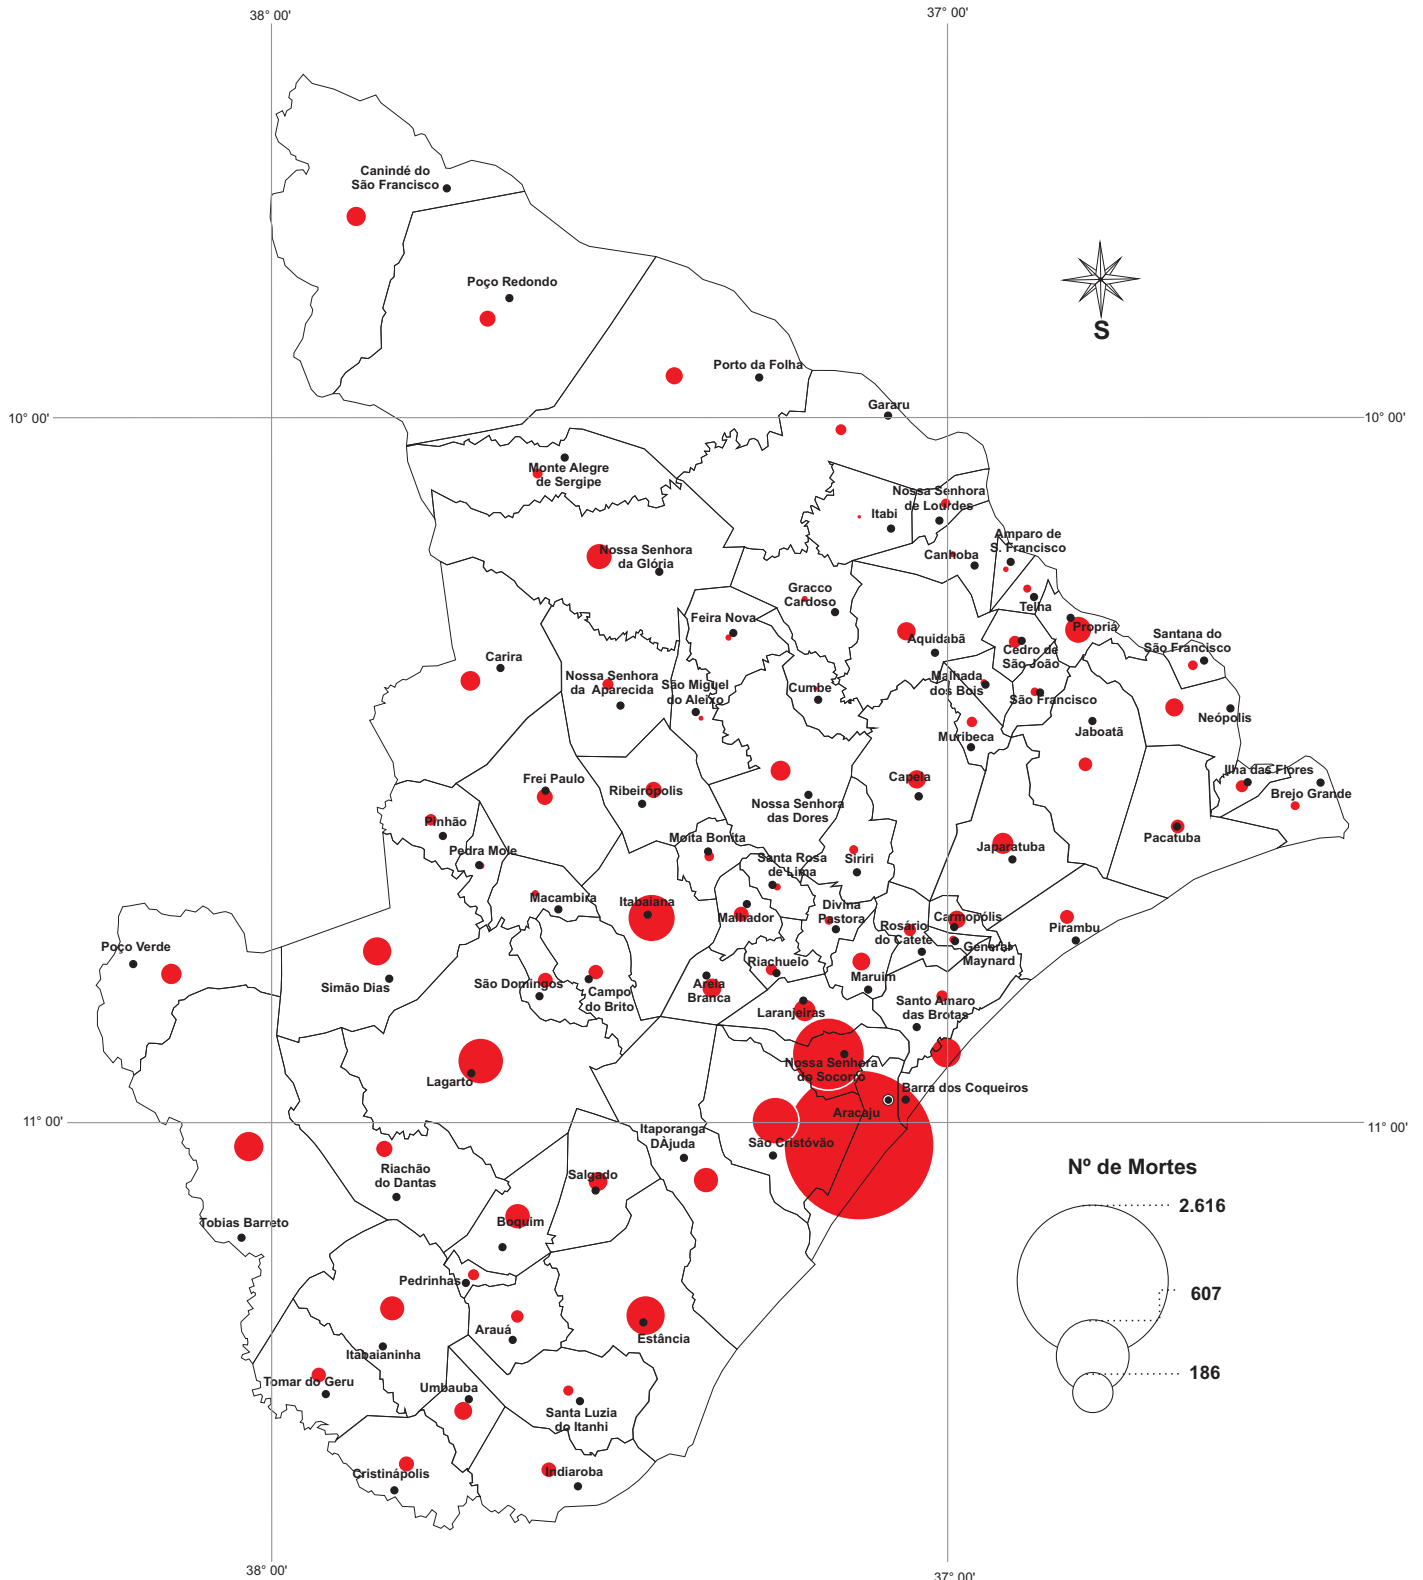 38° 00'
37° 00'
Canindé do
São Francisco
Poço Redondo
S
Porto da Folha
Gararu
10° 00'
10° 00'
Monte Alegre
de Sergipe
Nossa Senhora
de Lourdes
Itabi
Amparo de
S. Francisco
Canhoba
Nossa Senhora
da Glória
Gracco
Cardoso
Telha
Feira Nova
Propriá
Santana do
São Francisco
Aquidabã
Cedro de
São João
Carira
Nossa Senhora
da Aparecida
São Miguel
do Aleixo
Cumbe
Malhada
dos Bois
São Francisco
Neópolis
Jaboatã
Muribeca
Ilha das Flores
Brejo Grande
Frei Paulo
Ribeirópolis
Capela
Nossa Senhora
das Dores
Pinhão
Pedra Mole
Moita Bonita
Santa Rosa
de Lima
Siriri
Japaratuba
Pacatuba
Macambira
Itabaiana
Malhador
Divina
Pastora
Rosário
do Catete
Carmopólis
Pirambu
General
Maynard
Poço Verde
Simão Dias
São Domingos
Campo
do Brito
Areia
Branca
Riachuelo
Maruim
Laranjeiras
Santo Amaro
das Brotas
Nossa Senhora
do Socorro
Lagarto
Barra dos Coqueiros
Aracaju
11° 00'
11° 00'
Itaporanga
DÀjuda
São Cristóvão
Riachão
do Dantas
Salgado
Nº de Mortes
2.616
Tobias Barreto
Boquim
Pedrinhas
607
Arauá
Estância
Itabaianinha
186
Tomar do Geru
Umbauba
Santa Luzia
do Itanhi
Cristinápolis
Indiaroba
38° 00'
37° 00'